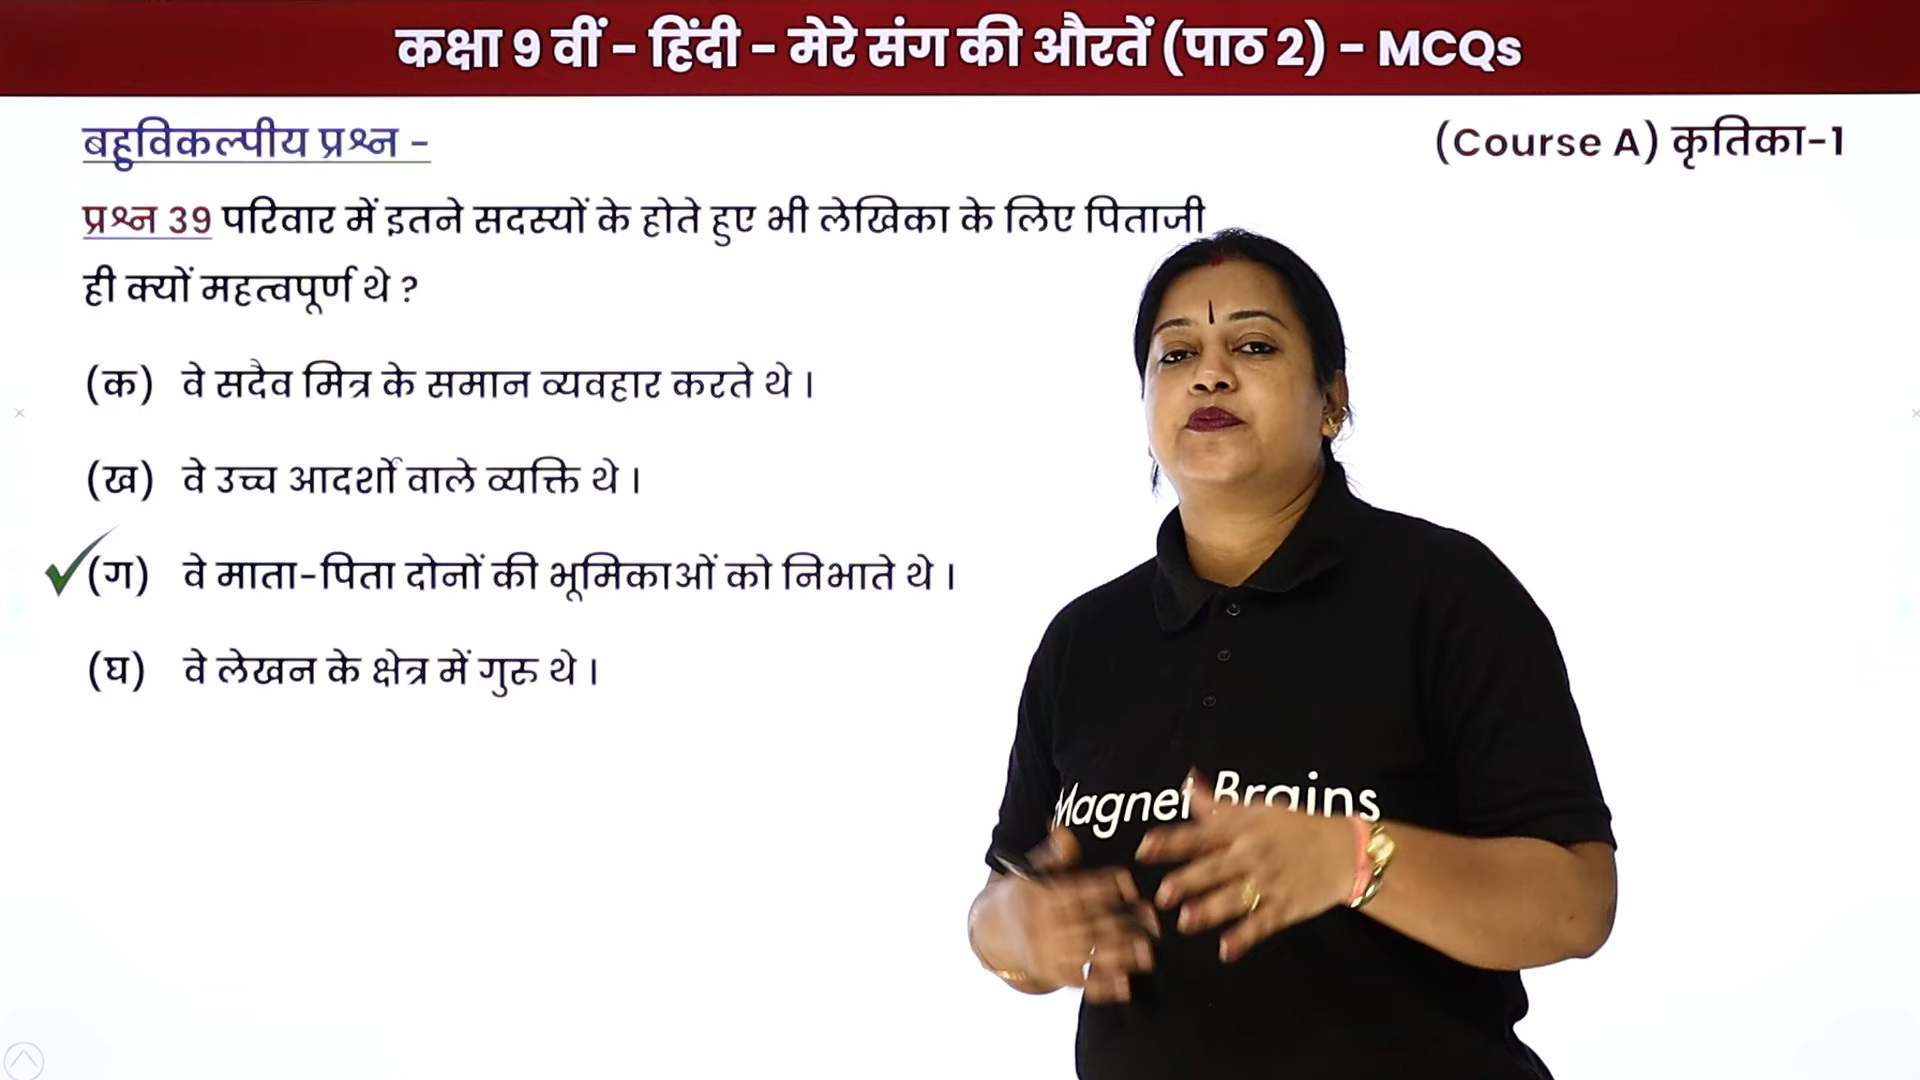 कक्षा 9 वीं - हिंदी - मेरे संग की औरतें (पाठ 2) - MCQs
बहुविकल्पीय प्रश्न -
(Course A) कृतिका-1
प्रश्न 39 परिवार में इतने सदस्यों के होते हुए भी लेखिका के लिए पिताजी
ही क्यों महत्वपूर्ण थे ?
(क) वे सदैव मित्र के समान व्यवहार करते थे ।
(ख) वे उच्च आदर्शों वाले व्यक्ति थे ।
(ग) वे माता-पिता दोनों की भूमिकाओं को निभाते थे ।
(घ) वे लेखन के क्षेत्र में गुरु थे ।
Magnet Brains